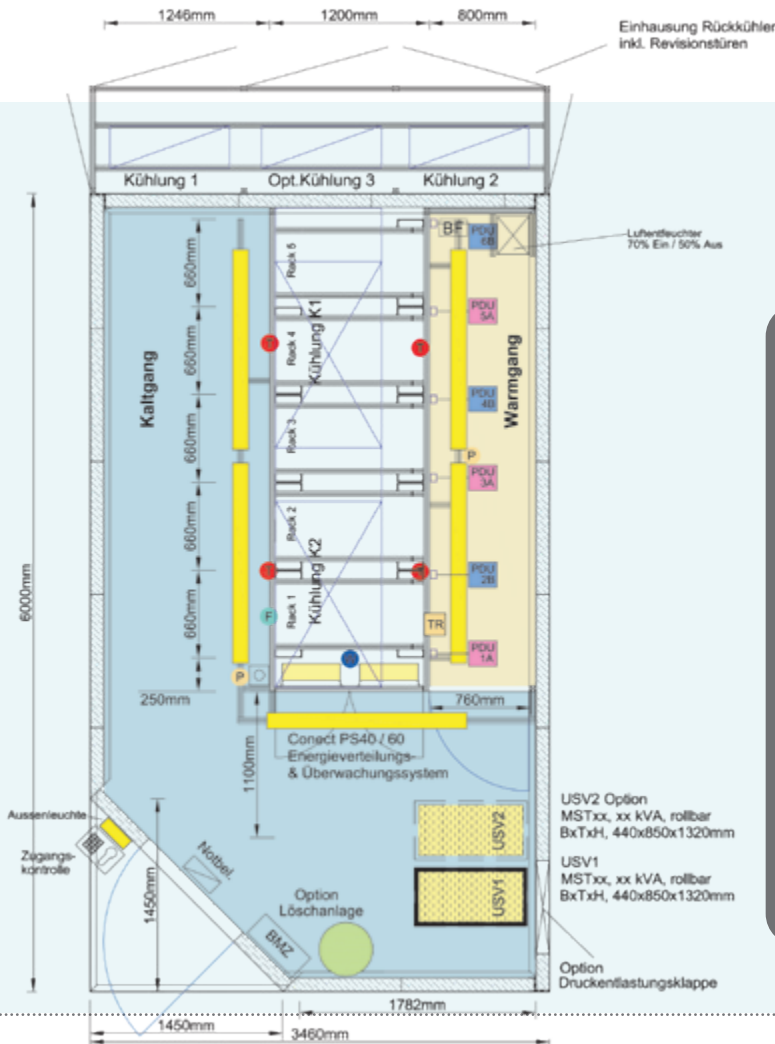 1246mm
1200mm
800mm
Einhausung Rückkühler
inkl. Revisionstüren
Kühlung 1
Opt.Kühlung 3
Kühlung 2
Luftentfeuchter
70% Ein / 50% Aus
B
PDU
6B
PDU
5A
PDU
4B
PDU
3A
PDU
2B
PDU
1A
P
TR
Warmgang
Kaltgang
Rack 5
Rack 4
Rack 3
Rack 2
Rack 1
Kühlung K1
Kühlung K2
660mm
660mm
660mm
660mm
660mm
250mm
F
P
6000mm
760mm
1100mm
Conect PS40 / 60
Energieverteilungs-
& Überwachungssystem
USV2
USV1
USV2 Option
MSTxx, xx kVA, rollbar
BxTxH, 440x850x1320mm
USV1
MSTxx, xx kVA, rollbar
BxTxH, 440x850x1320mm
Aussenleuchte
Zugangs-
kontrolle
Notbel.
1450mm
Option
Löschanlage
BMZ
Option
Druckentlastungsklappe
1782mm
1450mm
3460mm